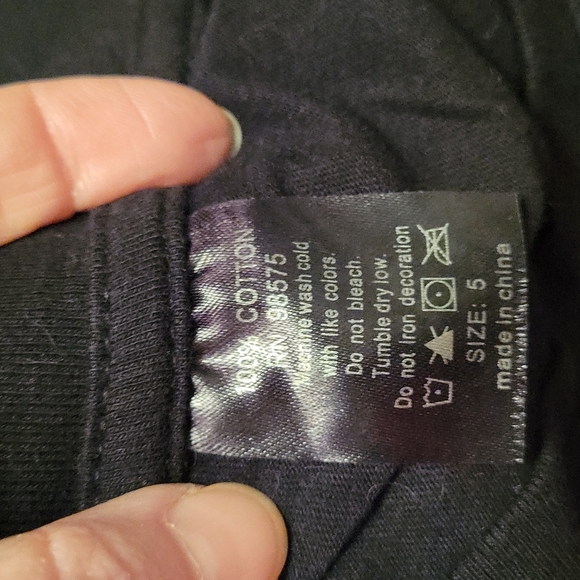 100% COTTON
RN 98575
Machine wash cold
with like colors.
Do not bleach.
Tumble dry low.
Do not Iron decoration
SIZE: 5
made in china